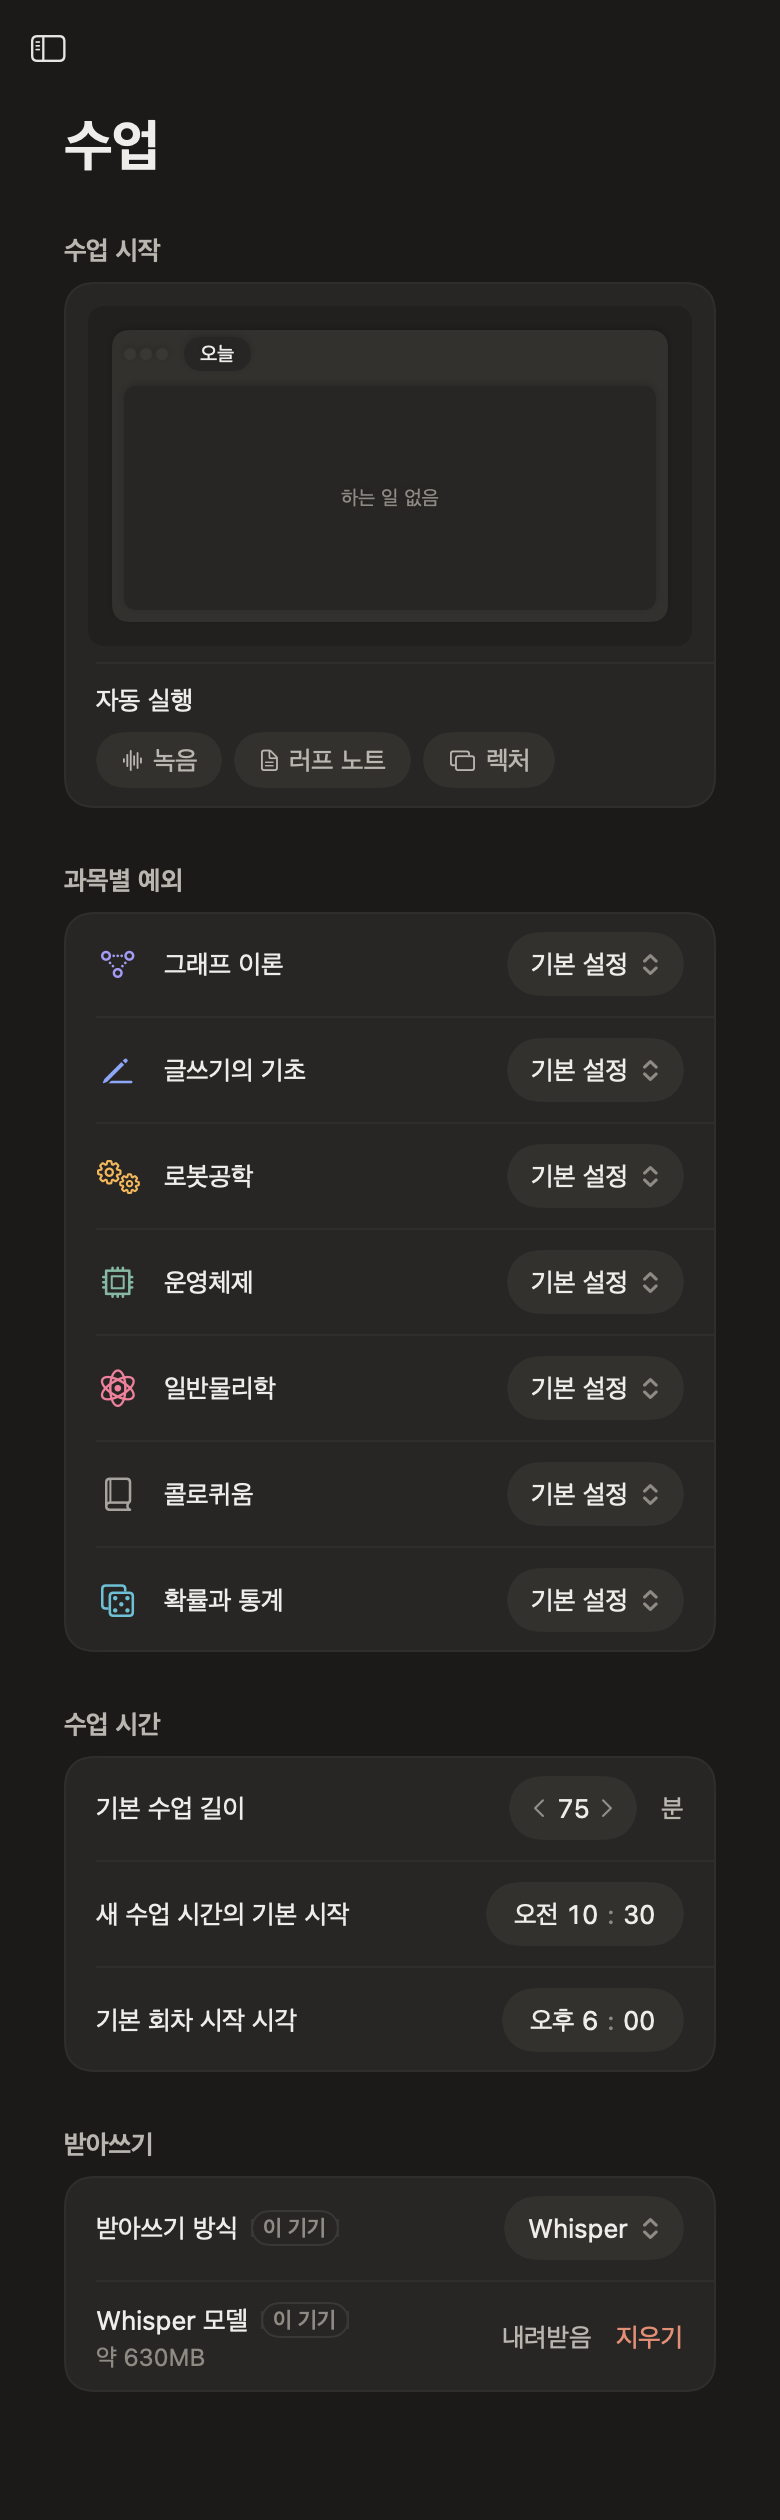 수업
수업 시작
오늘
하는 일 없음
자동 실행
녹음 러프 노트 렉처
과목별 예외
그래프 이론 기본 설정
글쓰기의 기초 기본 설정
로봇공학 기본 설정
운영체제 기본 설정
일반물리학 기본 설정
콜로퀴움 기본 설정
확률과 통계 기본 설정
수업 시간
기본 수업 길이 75 분
새 수업 시간의 기본 시작 오전 10 : 30
기본 회차 시작 시각 오후 6 : 00
받아쓰기
받아쓰기 방식 이 기기 Whisper
Whisper 모델 이 기기
약 630MB
내려받음 지우기